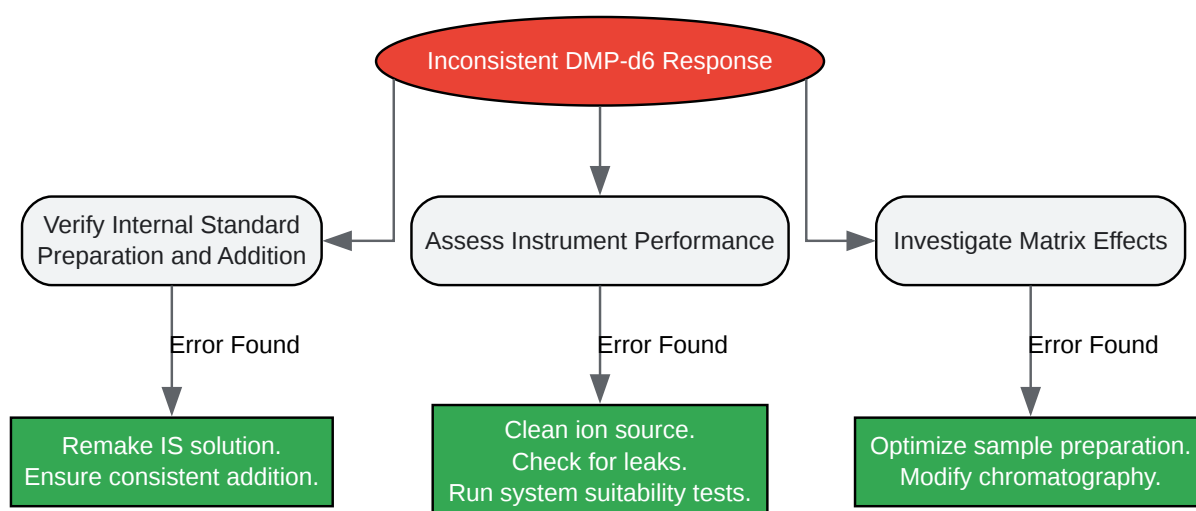 Inconsistent DMP-d6 Response
Verify Internal Standard
Preparation and Addition
Assess Instrument Performance
Investigate Matrix Effects
Error Found
Error Found
Error Found
Remake IS solution.
Ensure consistent addition.
Clean ion source.
Check for leaks.
Run system suitability tests.
Optimize sample preparation.
Modify chromatography.